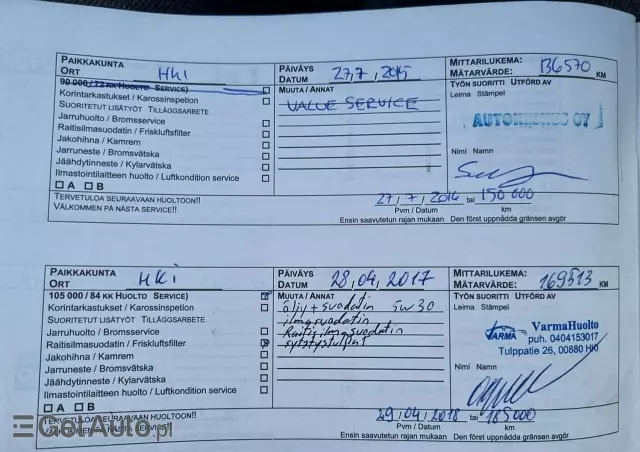 PAIKKAKUNTA
ORT HKI
PÄIVÄYS
DATUM 27,7, 2015
MITTARILUKEMA:
MÄTARVÄRDE: 136570 KM
90 000 / 72 KK HUOLTO SERVICE)
Korintarkastukset / Karossinspetion
SUORITETUT LISÄTYÖT TILLÄGGSARBETE
Jarruhuolto / Bromsservice
Raitisilmasuodatin / Friskluftsfilter
Jakohihna / Kamrem
Jarruneste / Bromsvätska
Jäähdytinneste / Kylarvätska
Ilmastointilaitteen huolto / Luftkondition service
A B
MUUTA / ANNAT
VALUE SERVICE
TYÖN SUORITTI UTFÖRD AV
Leima Stämpel
OY
Nimi Namn
TERVETULOA SEURAAVAAN HUOLTOON!!
VÄLKOMMEN PÅ NÄSTA SERVICE!!
27/7/2016 tai 150 000
Pvm / Datum km
Ensin saavutetun rajan mukaan Den först uppnådda gränsen avgör
PAIKKAKUNTA
ORT HKI
PÄIVÄYS
DATUM 28,04, 2017
MITTARILUKEMA:
MÄTARVÄRDE: 169513 KM
105 000 / 84 KK HUOLTO SERVICE)
Korintarkastukset / Karossinspetion
SUORITETUT LISÄTYÖT TILLÄGGSARBETE
Jarruhuolto / Bromsservice
Raitisilmasuodatin / Friskluftsfilter
Jakohihna / Kamrem
Jarruneste / Bromsvätska
Jäähdytinneste / Kylarvätska
Ilmastointilaitteen huolto / Luftkondition service
A B
MUUTA / ANNAT
öljy + suodatin 5w30
ilmasuodatin
Raitisilmasuodatin
sytytystulpat
TYÖN SUORITTI UTFÖRD AV
Leima Stämpel
VARMA VarmaHuolto
puh. 0404153017
Tulppatie 26, 00880 HKI
Nimi Namn
TERVETULOA SEURAAVAAN HUOLTOON!!
29/04/2018 tai 185000
Pvm / Datum km
Ensin saavutetun rajan mukaan Den först uppnådda gränsen avgör
GetAuto.pl